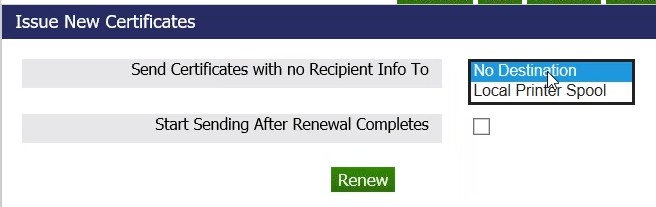 Issue New Certificates
Send Certificates with no Recipient Info To
No Destination
Local Printer Spool
Start Sending After Renewal Completes
Renew